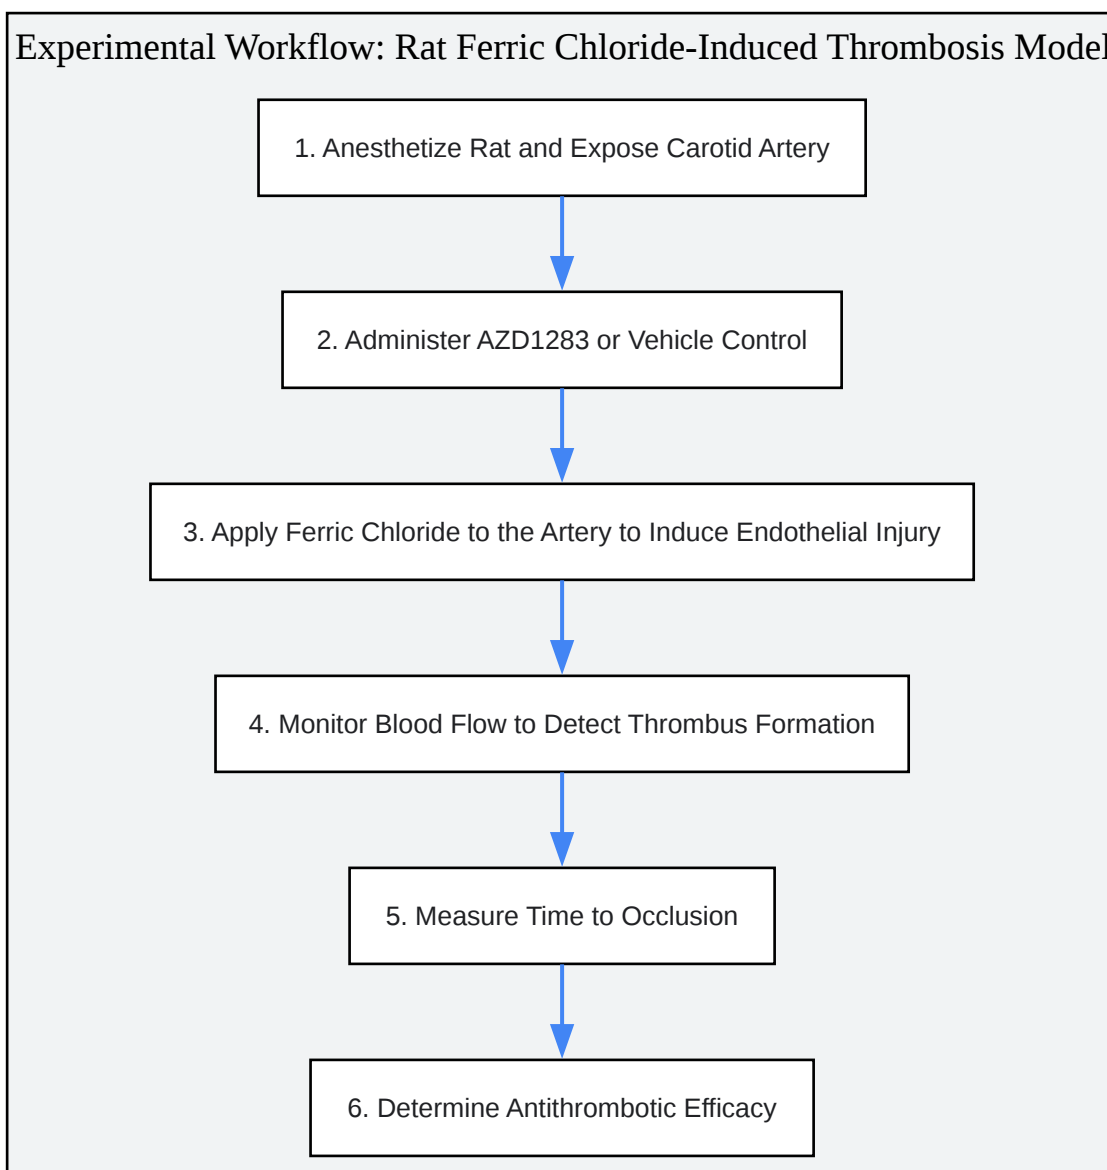 Experimental Workflow: Rat Ferric Chloride-Induced Thrombosis Model
1. Anesthetize Rat and Expose Carotid Artery
2. Administer AZD1283 or Vehicle Control
3. Apply Ferric Chloride to the Artery to Induce Endothelial Injury
4. Monitor Blood Flow to Detect Thrombus Formation
5. Measure Time to Occlusion
6. Determine Antithrombotic Efficacy